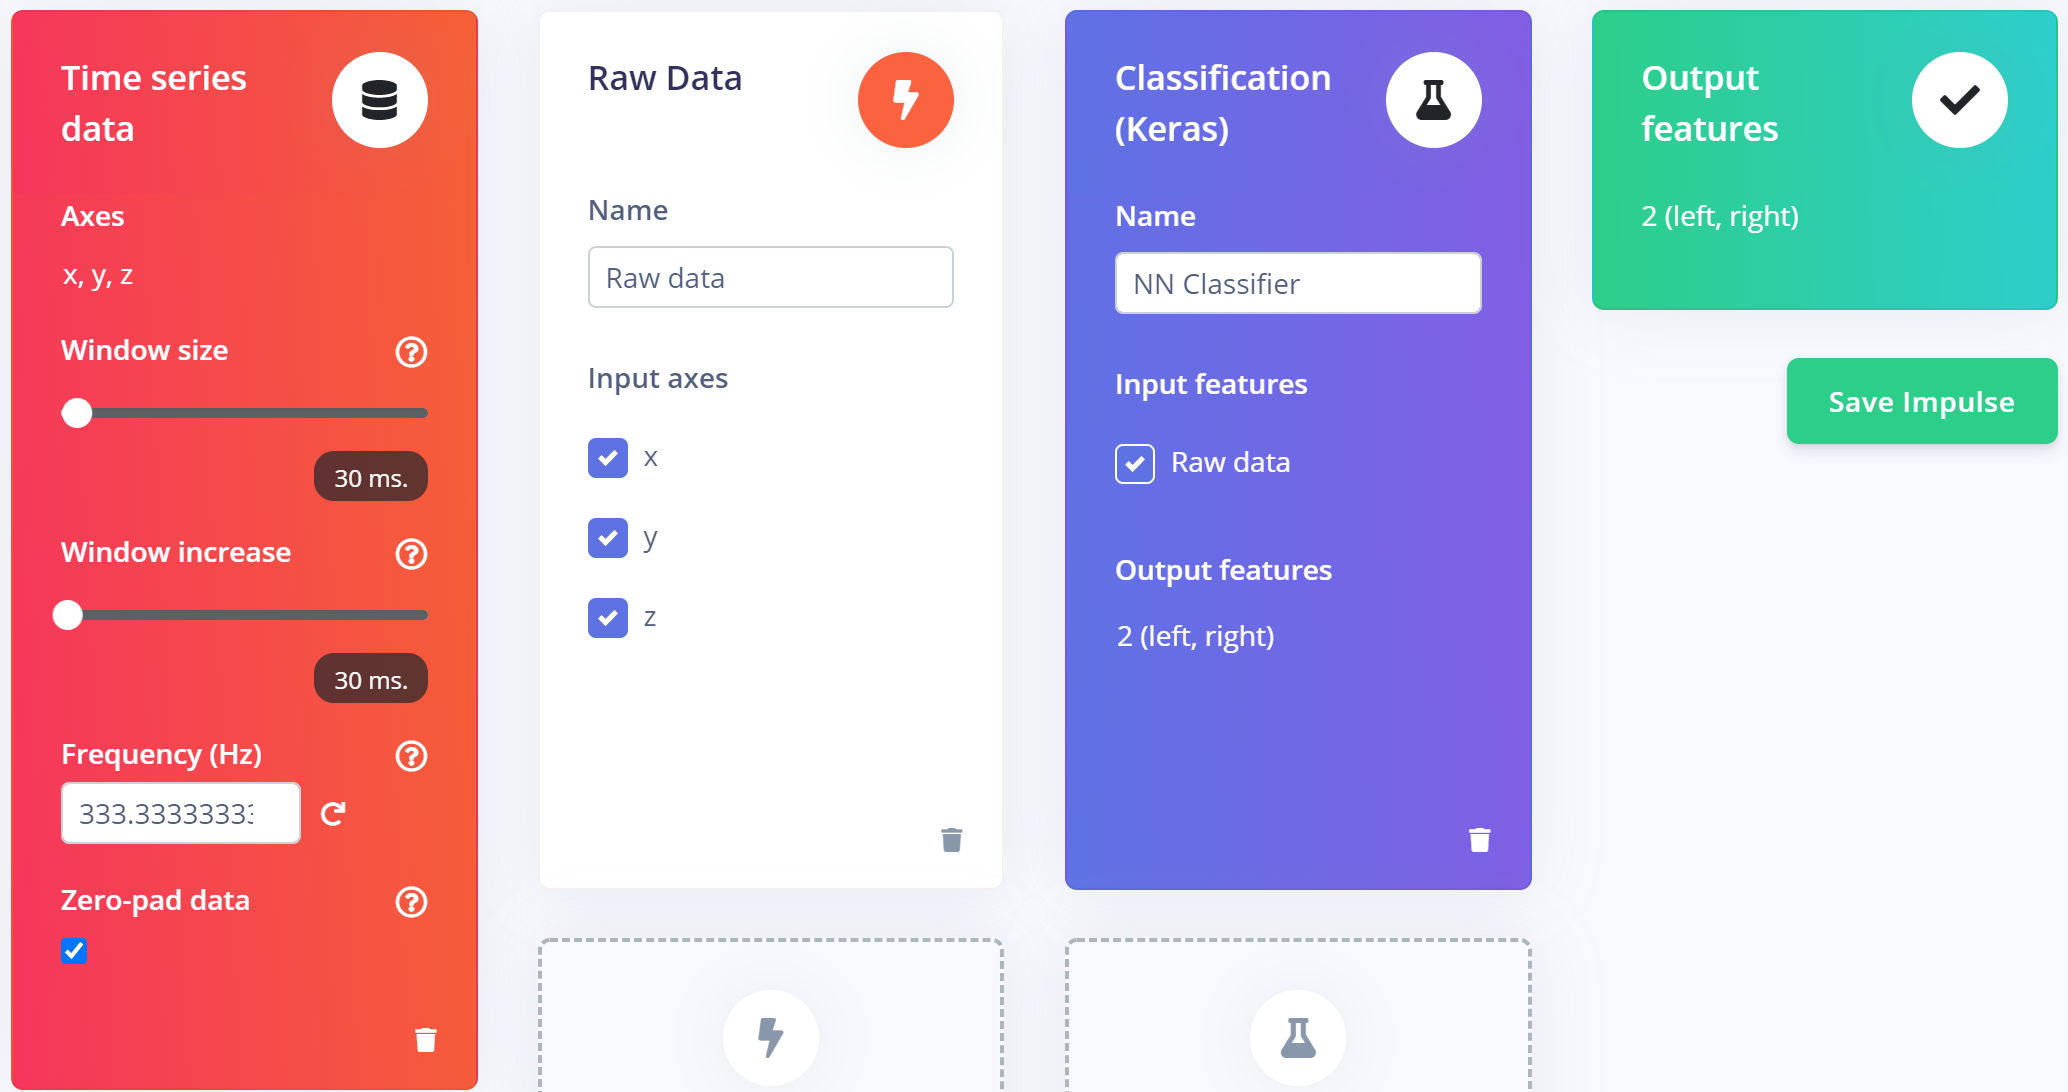 Time series
data
Axes
x, y, z
Window size
30 ms.
Window increase
30 ms.
Frequency (Hz)
333.33333333
Zero-pad data
Raw Data
Name
Raw data
Input axes
x
y
z
Classification
(Keras)
Name
NN Classifier
Input features
Raw data
Output features
2 (left, right)
Output
features
2 (left, right)
Save Impulse